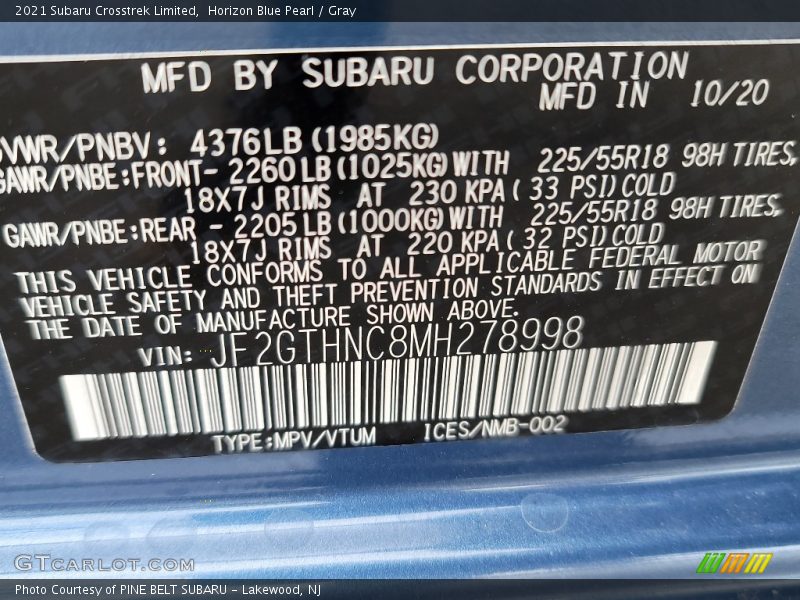 2021 Subaru Crosstrek Limited, Horizon Blue Pearl / Gray
MFD BY SUBARU CORPORATION
MFD IN 10/20
GVWR/PNBV: 4376LB (1985KG)
GAWR/PNBE:FRONT- 2260LB (1025KG) WITH 225/55R18 98H TIRES,
18X7J RIMS AT 230 KPA ( 33 PSI) COLD
GAWR/PNBE:REAR - 2205LB (1000KG) WITH 225/55R18 98H TIRES,
18X7J RIMS AT 220 KPA ( 32 PSI) COLD
THIS VEHICLE CONFORMS TO ALL APPLICABLE FEDERAL MOTOR
VEHICLE SAFETY AND THEFT PREVENTION STANDARDS IN EFFECT ON
THE DATE OF MANUFACTURE SHOWN ABOVE.
VIN: JF2GTHNC8MH278998
TYPE:MPV/VTUM ICES/NMB-002
GTCARLOT.COM
Photo Courtesy of PINE BELT SUBARU - Lakewood, NJ